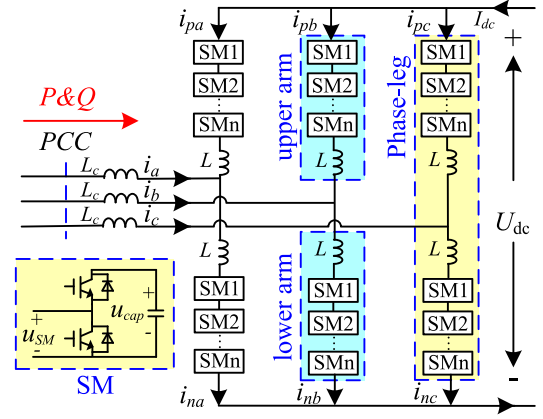 i_pa i_pb i_pc I_dc
SM1 SM1 SM1 +
SM2 SM2 SM2
SMn SMn SMn
P&Q
PCC
upper arm
Phase-leg
L L L
L_c i_a
L_c i_b
L_c i_c
U_dc
L L L
lower arm
SM1 SM1 SM1
SM2 SM2 SM2
SMn SMn SMn
+ u_SM -
+ u_cap -
SM
-
i_na i_nb i_nc